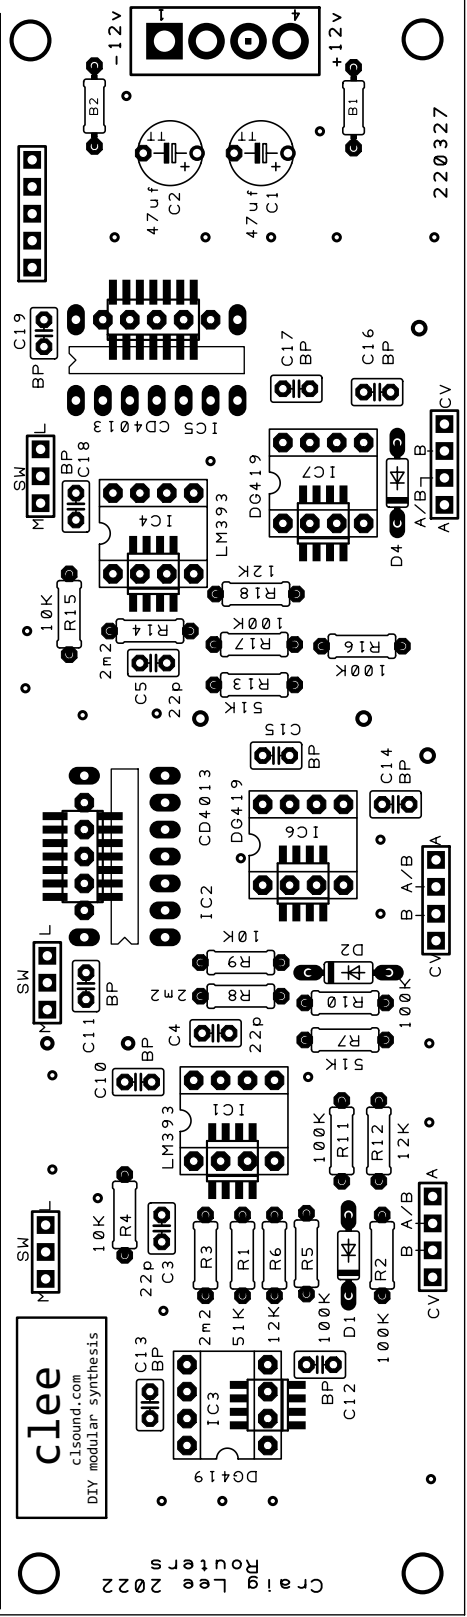 -12v
1
4
+12v
B2
B1
TT
TT
47uf
C2
47uf
C1
220327
C19
BP
C17
BP
C16
BP
CD4013
IC5
CV
B
A/B
A
SW
L
M
BP
C18
IC4
LM393
DG419
IC7
D4
10K
R15
R14
2m2
C5
22p
12K
R18
100K
R17
R16
100K
R13
51K
C15
BP
C14
BP
CD4013
IC2
DG419
IC6
A
A/B
B
CV
SW
L
M
C11
BP
10K
R9
2m2
R8
C4
22p
D2
R10
100K
R7
51K
C10
BP
LM393
IC1
100K
R11
R12
12K
10K
R4
22p
C3
R3
2m2
R1
51K
R6
12K
R5
100K
D1
R2
100K
A
A/B
B
CV
SW
L
M
C13
BP
IC3
DG419
BP
C12
clee
clsound.com
DIY modular synthesis
Craig Lee 2022
Routers